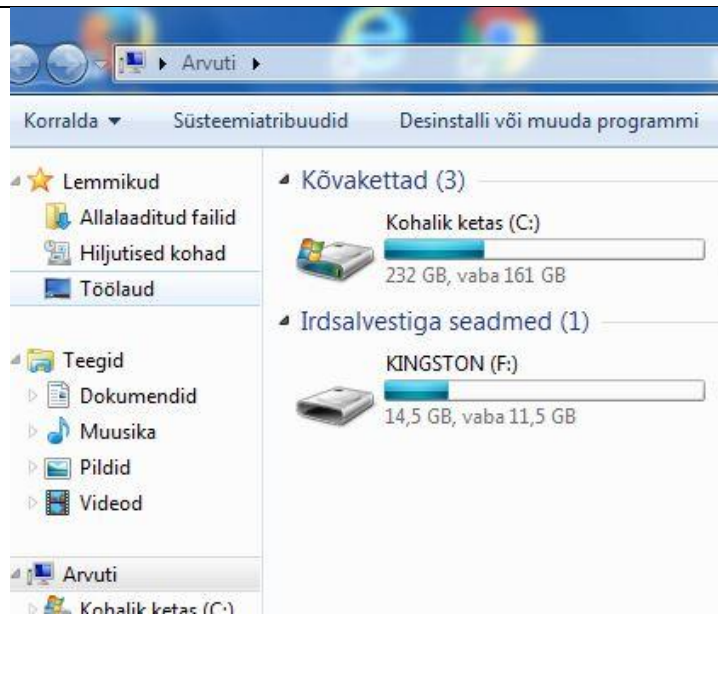 Arvuti
Korralda Süsteemiatribuudid Desinstalli või muuda programmi
Lemmikud
Allalaaditud failid
Hiljutised kohad
Töölaud
Teegid
Dokumendid
Muusika
Pildid
Videod
Arvuti
Kohalik ketas (C:)
Kõvakettad (3)
Kohalik ketas (C:)
232 GB, vaba 161 GB
Irdsalvestiga seadmed (1)
KINGSTON (F:)
14,5 GB, vaba 11,5 GB